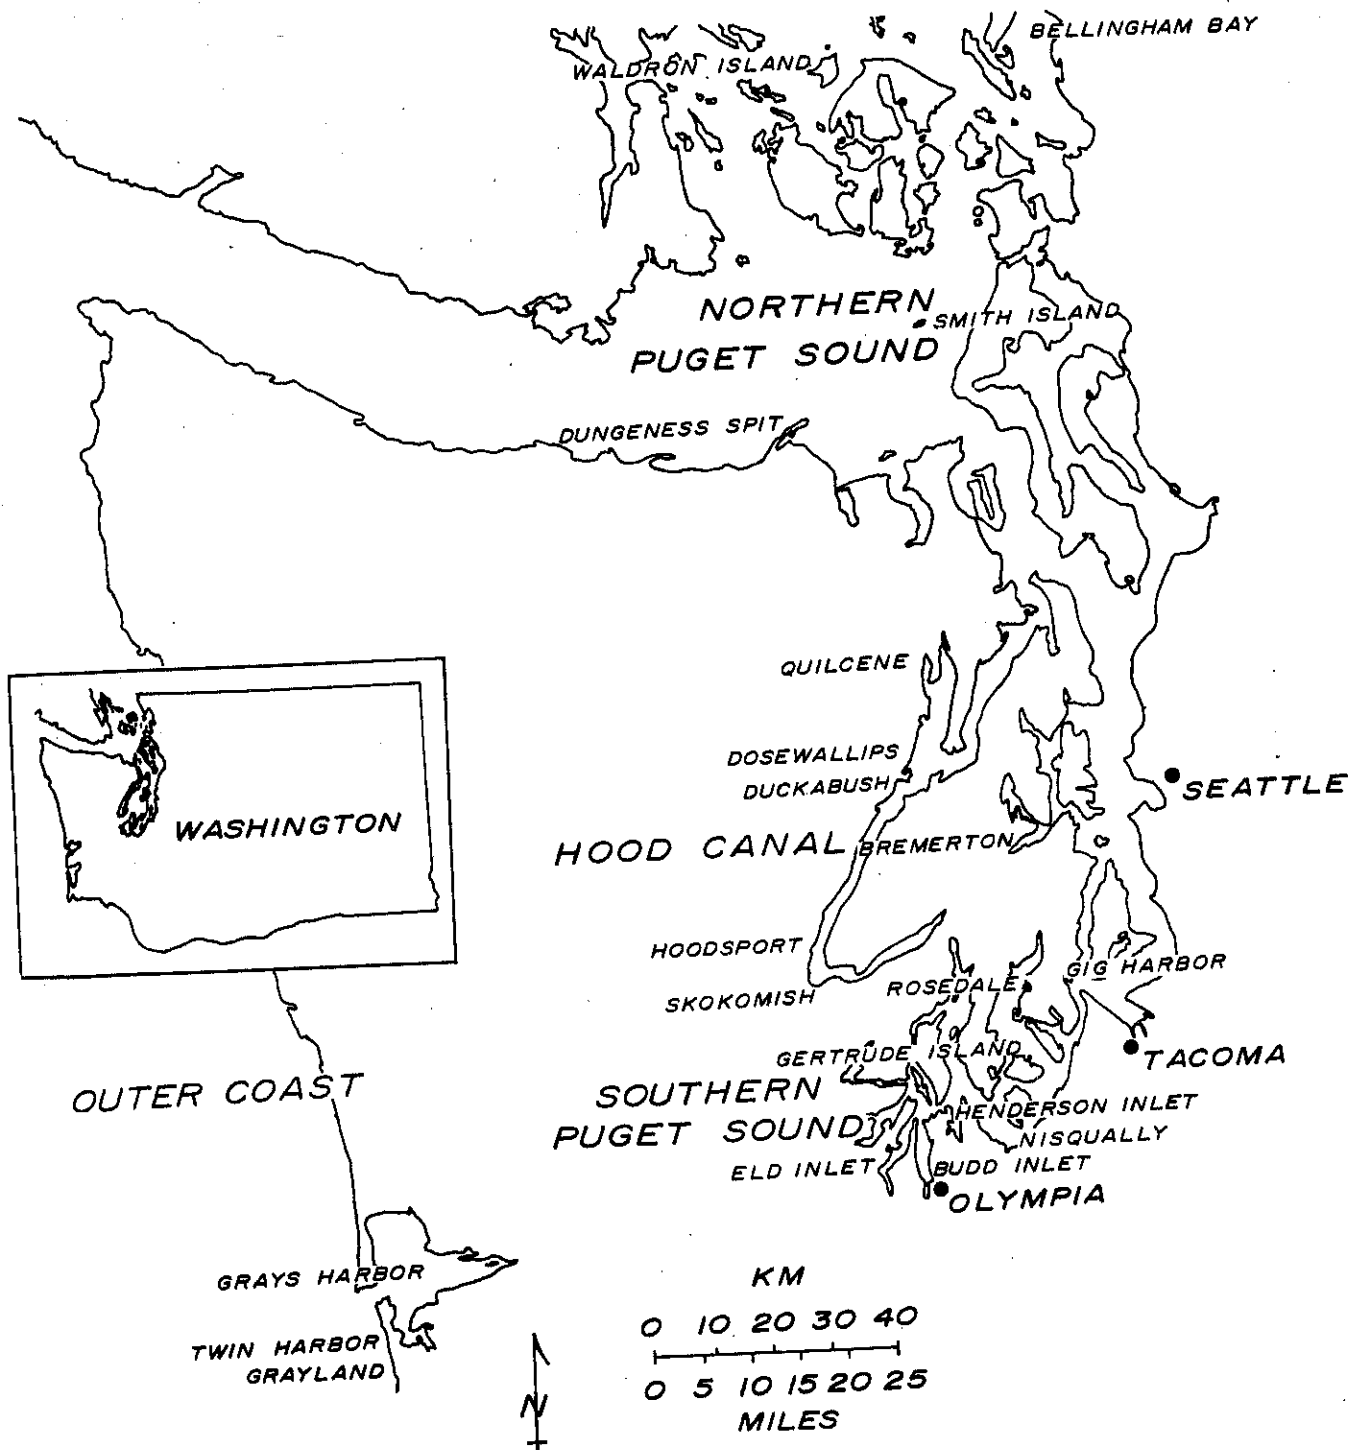 BELLINGHAM BAY
WALDRON ISLAND
NORTHERN
PUGET SOUND
SMITH ISLAND
DUNGENESS SPIT
QUILCENE
DOSEWALLIPS
DUCKABUSH
SEATTLE
WASHINGTON
HOOD CANAL
BREMERTON
HOODSPORT
GIG HARBOR
SKOKOMISH
ROSEDALE
GERTRUDE ISLAND
TACOMA
OUTER COAST
SOUTHERN
PUGET SOUND
HENDERSON INLET
NISQUALLY
ELD INLET
BUDD INLET
OLYMPIA
GRAYS HARBOR
TWIN HARBOR
GRAYLAND
N
KM
0 10 20 30 40
0 5 10 15 20 25
MILES